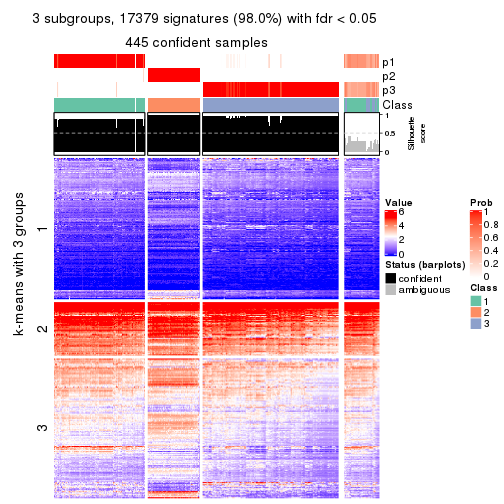 3 subgroups, 17379 signatures (98.0%) with fdr < 0.05
445 confident samples
p1
p2
p3
Class
1
0.5
0
Silhouette
score
k-means with 3 groups
1
2
3
Value
6
4
2
0
Status (barplots)
confident
ambiguous
Prob
1
0.8
0.6
0.4
0.2
0
Class
1
2
3